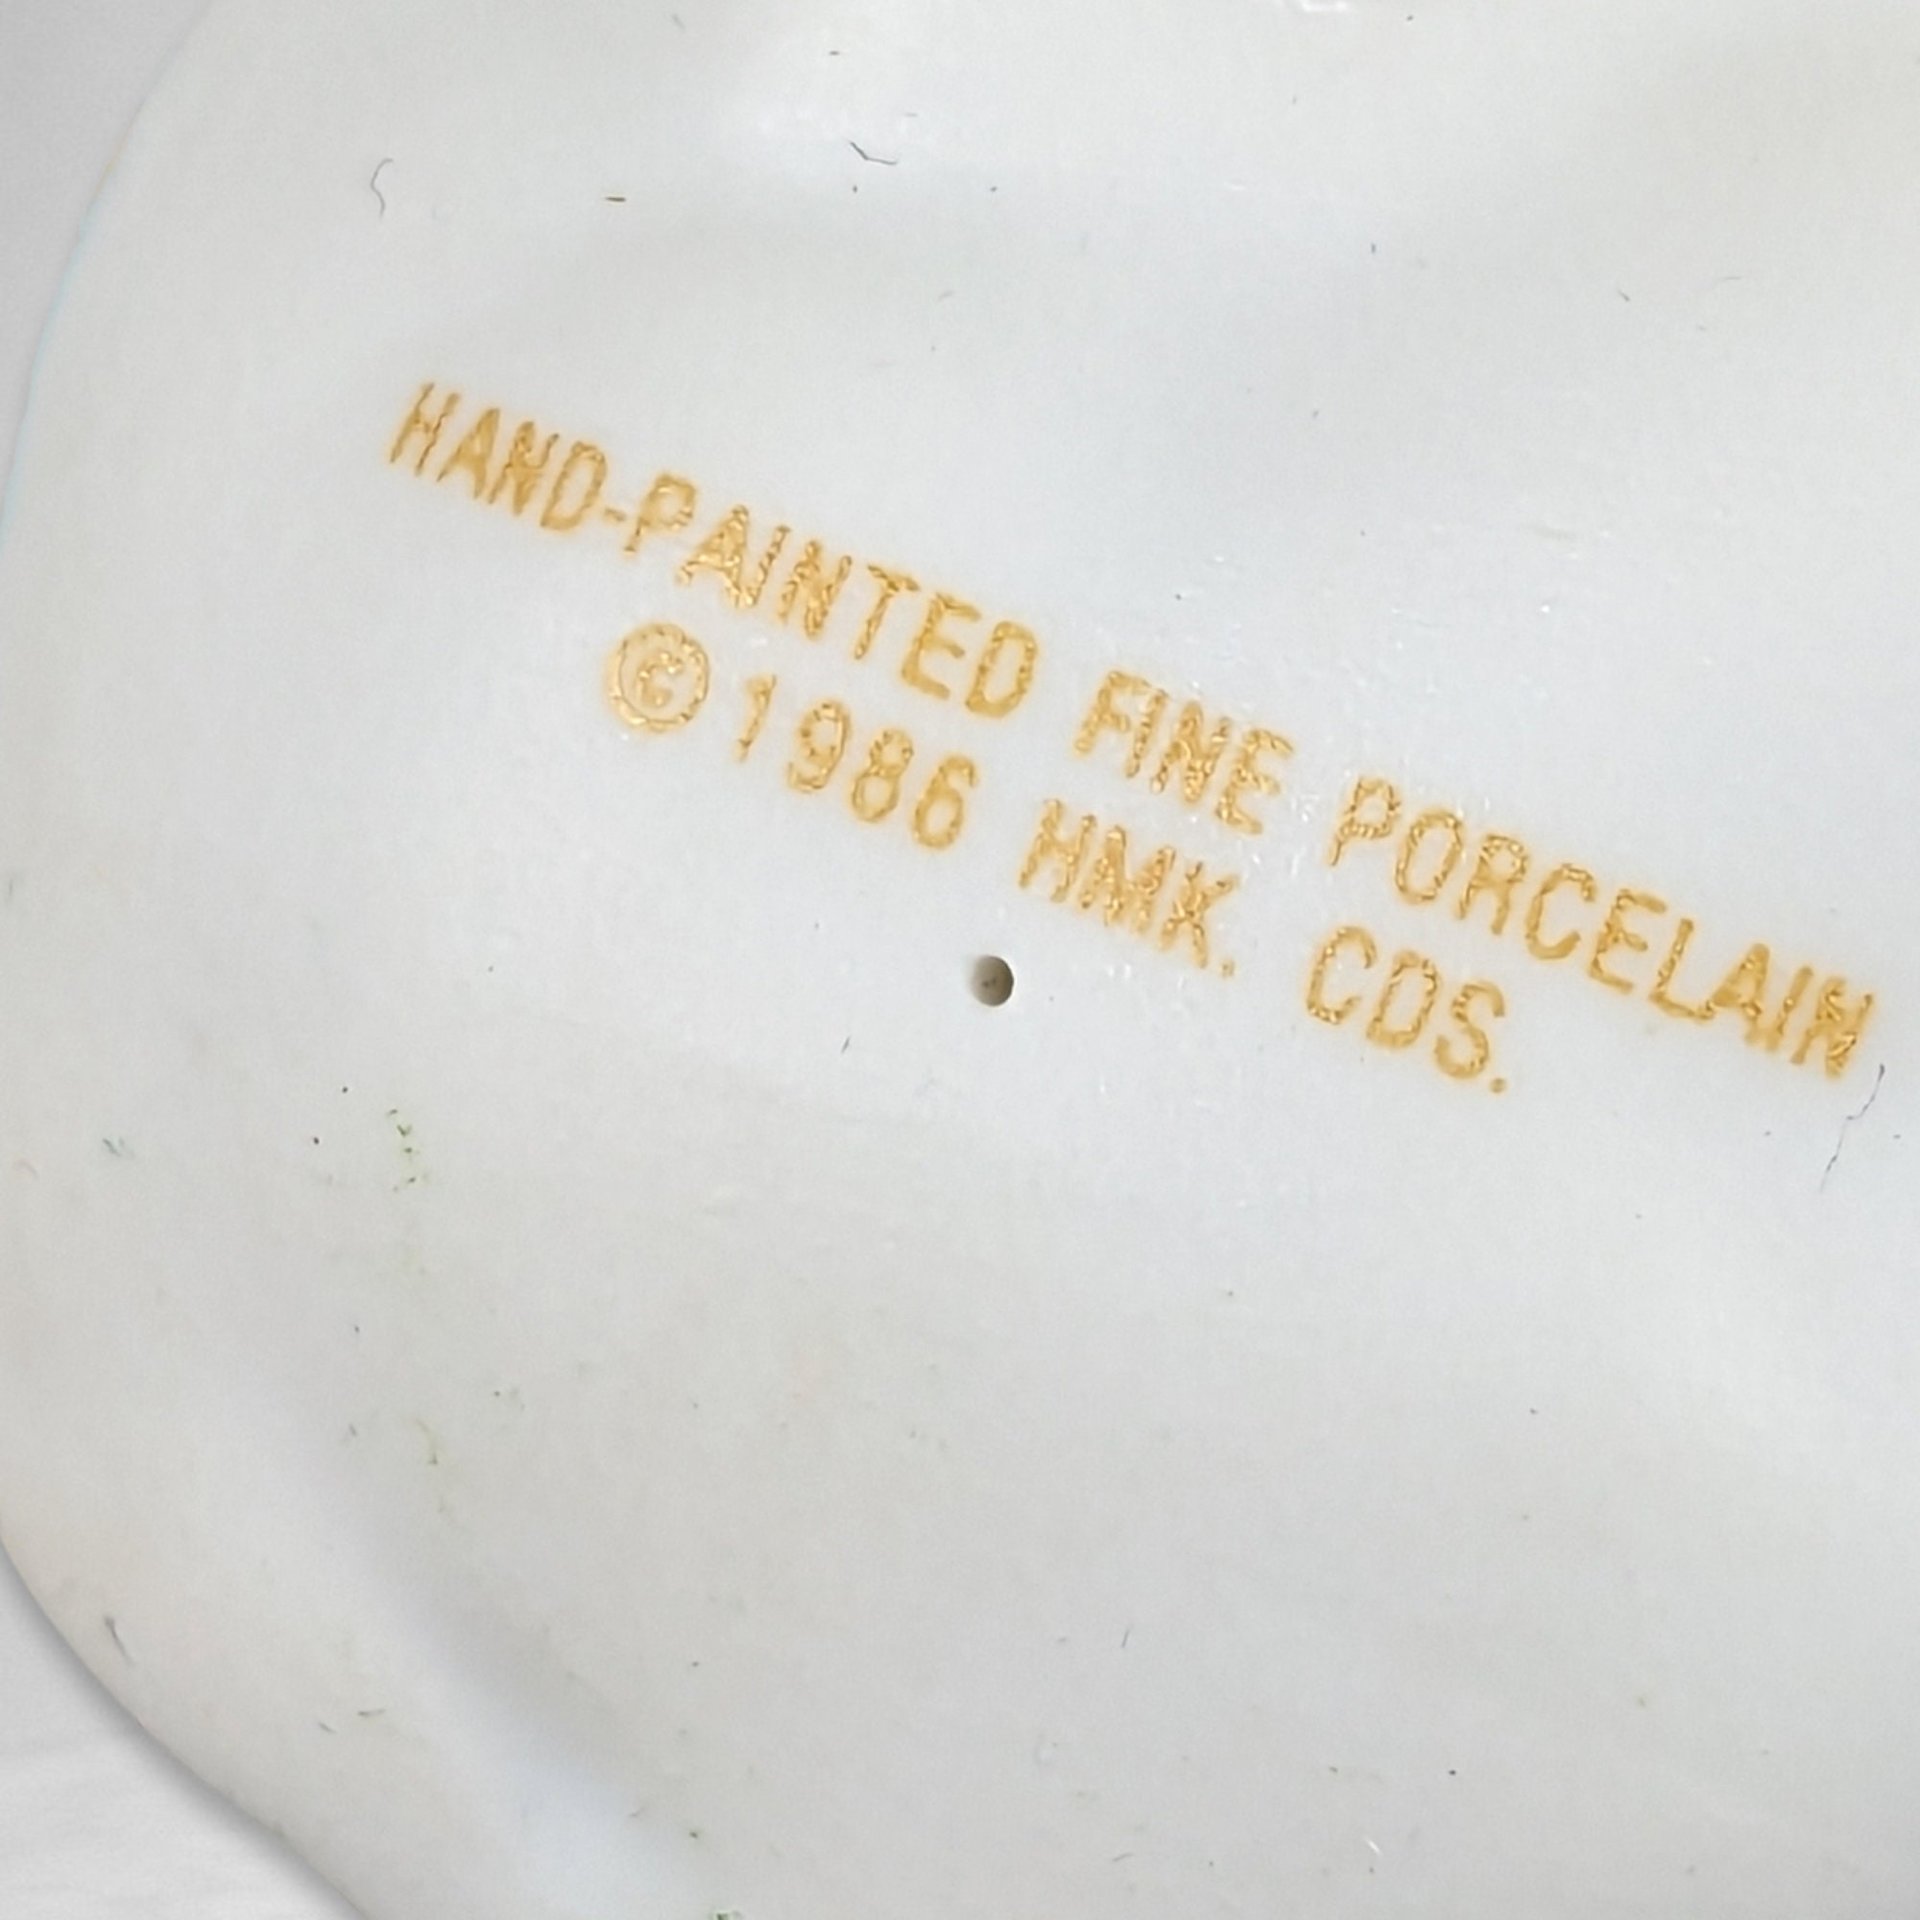 HAND-PAINTED FINE PORCELAIN
©1986 HMK. CDS.